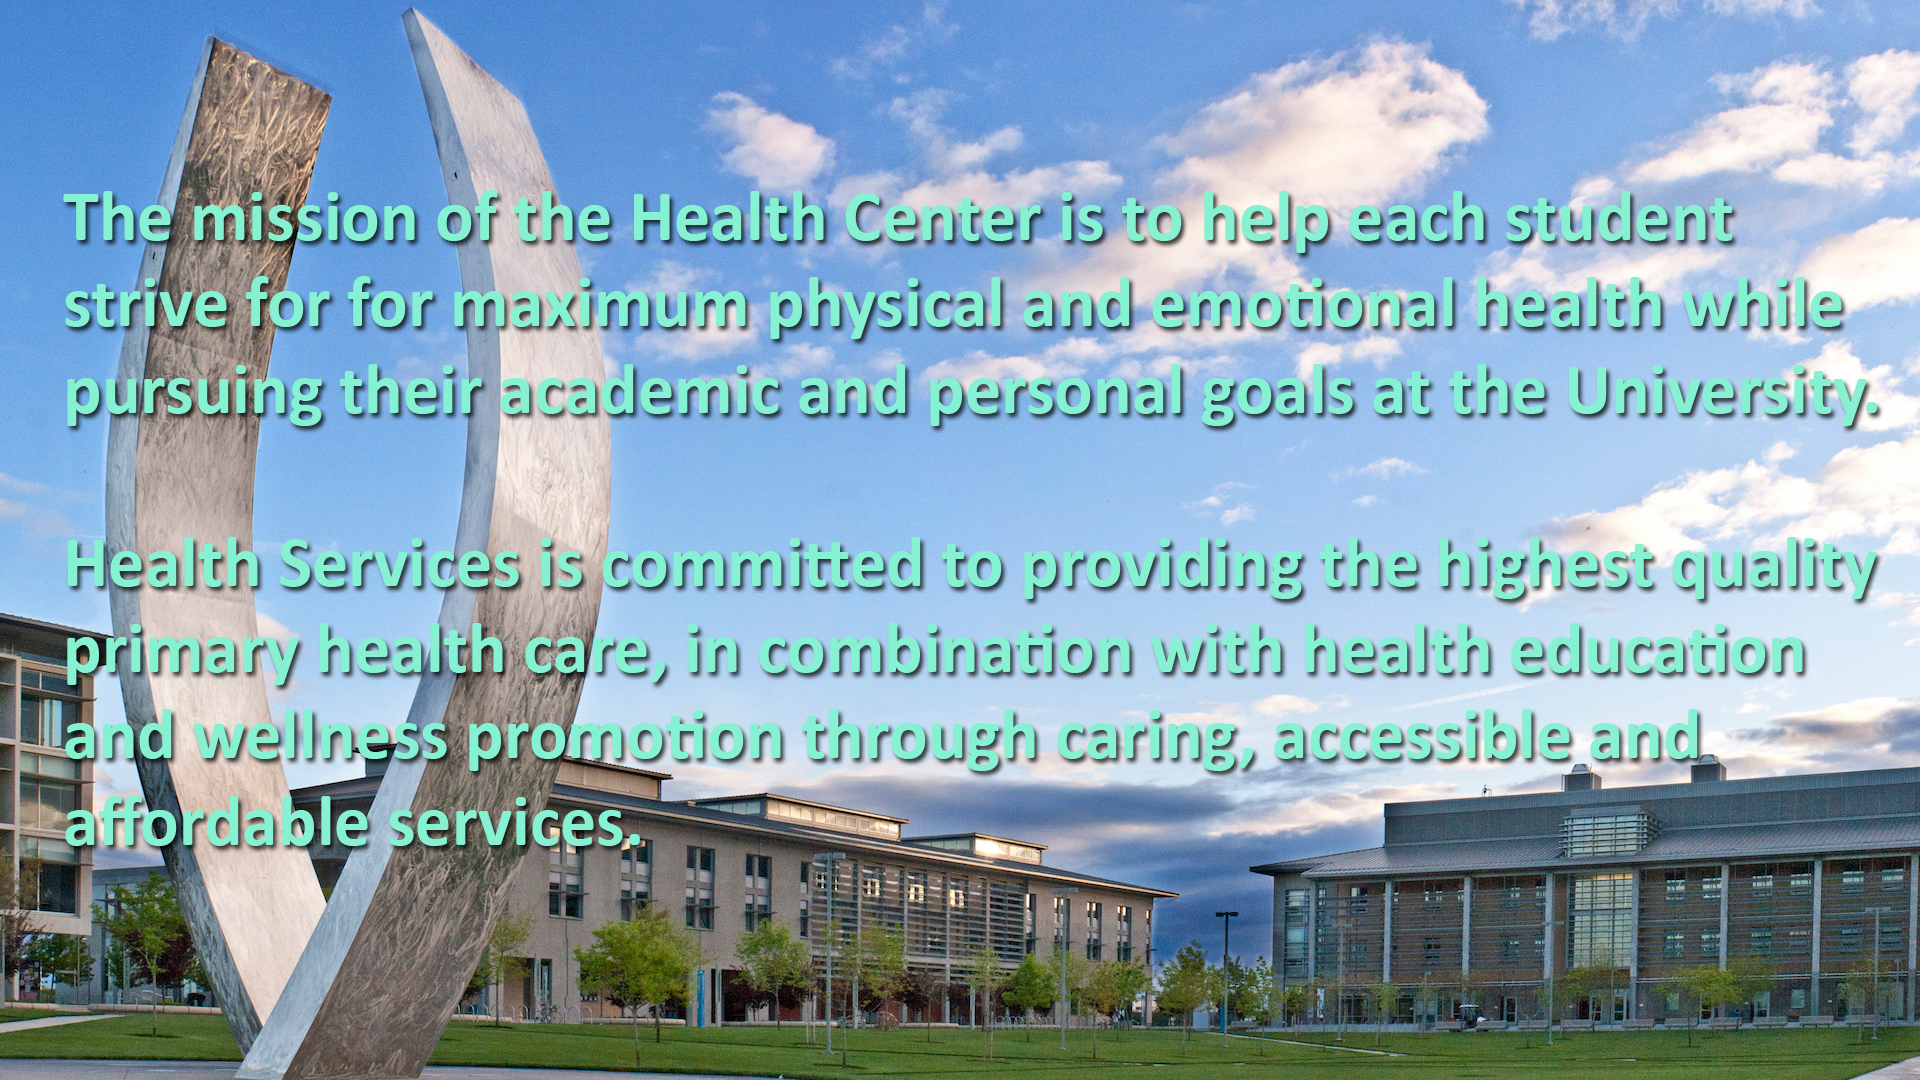 The mission of the Health Center is to help each student
strive for for maximum physical and emotional health while
pursuing their academic and personal goals at the University.
Health Services is committed to providing the highest quality
primary health care, in combination with health education
and wellness promotion through caring, accessible and
affordable services.